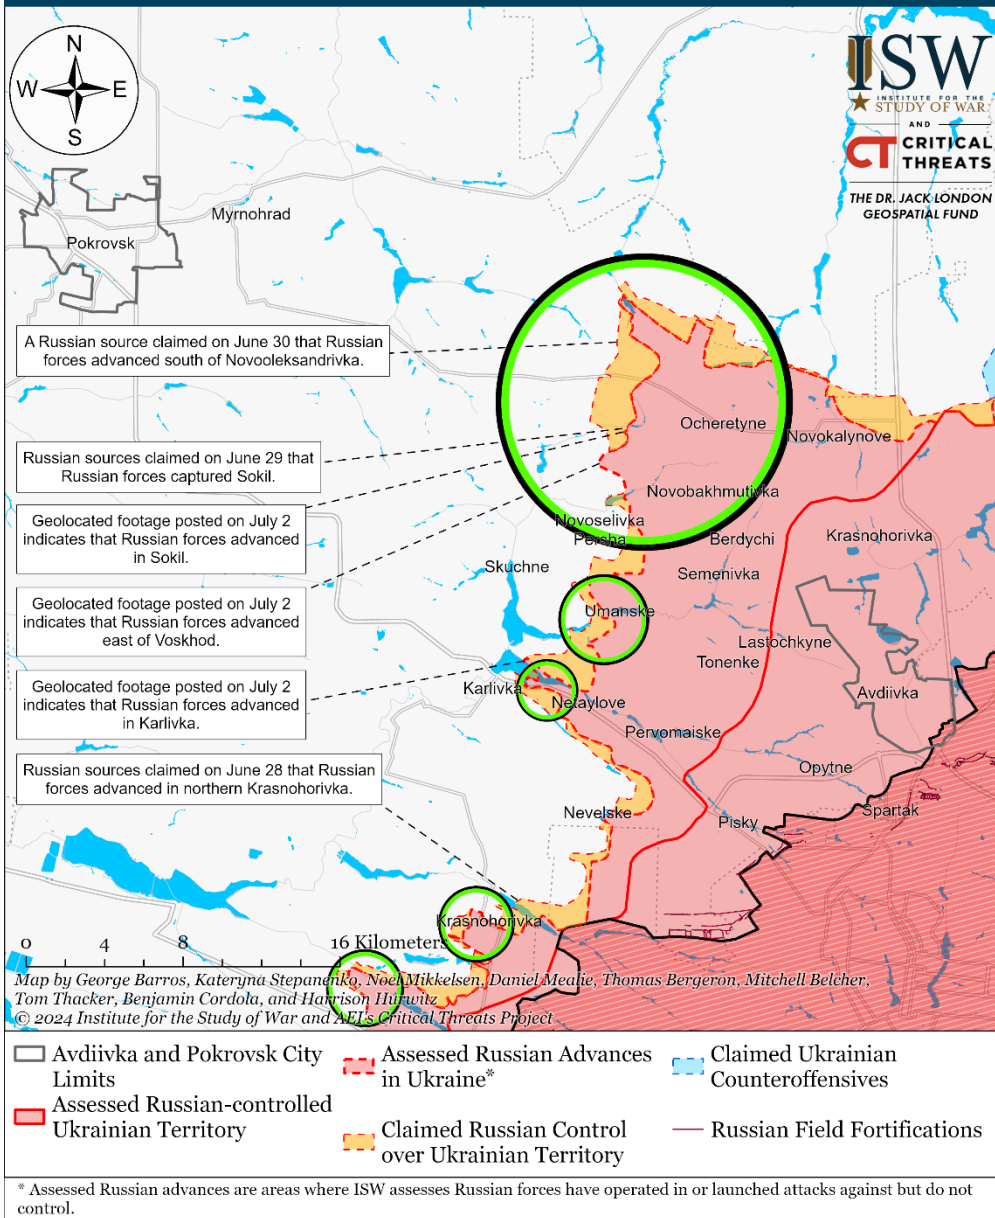 N
W
E
S
ISW
INSTITUTE FOR THE
STUDY OF WAR
AND
CT CRITICAL
THREATS
THE DR. JACK LONDON
GEOSPATIAL FUND
Myrnohrad
Pokrovsk
A Russian source claimed on June 30 that Russian
forces advanced south of Novooleksandrivka.
Ocheretyne
Novokalynove
Russian sources claimed on June 29 that
Russian forces captured Sokil.
Novobakhmutivka
Geolocated footage posted on July 2
indicates that Russian forces advanced
in Sokil.
Novoselivka
Persha
Berdychi
Krasnohorivka
Skuchne
Semenivka
Geolocated footage posted on July 2
indicates that Russian forces advanced
east of Voskhod.
Umanske
Lastochkyne
Tonenke
Geolocated footage posted on July 2
indicates that Russian forces advanced
in Karlivka.
Karlivka
Netaylove
Avdiivka
Pervomaiske
Russian sources claimed on June 28 that Russian
forces advanced in northern Krasnohorivka.
Opytne
Nevelske
Pisky
Spartak
Krasnohorivka
0 4 8 16 Kilometers
Map by George Barros, Kateryna Stepanenko, Noel Mikkelsen, Daniel Mealie, Thomas Bergeron, Mitchell Belcher,
Tom Thacker, Benjamin Cordola, and Harrison Hurwitz
© 2024 Institute for the Study of War and AEI's Critical Threats Project
Avdiivka and Pokrovsk City
Limits
Assessed Russian-controlled
Ukrainian Territory
Assessed Russian Advances
in Ukraine*
Claimed Russian Control
over Ukrainian Territory
Claimed Ukrainian
Counteroffensives
Russian Field Fortifications
* Assessed Russian advances are areas where ISW assesses Russian forces have operated in or launched attacks against but do not
control.